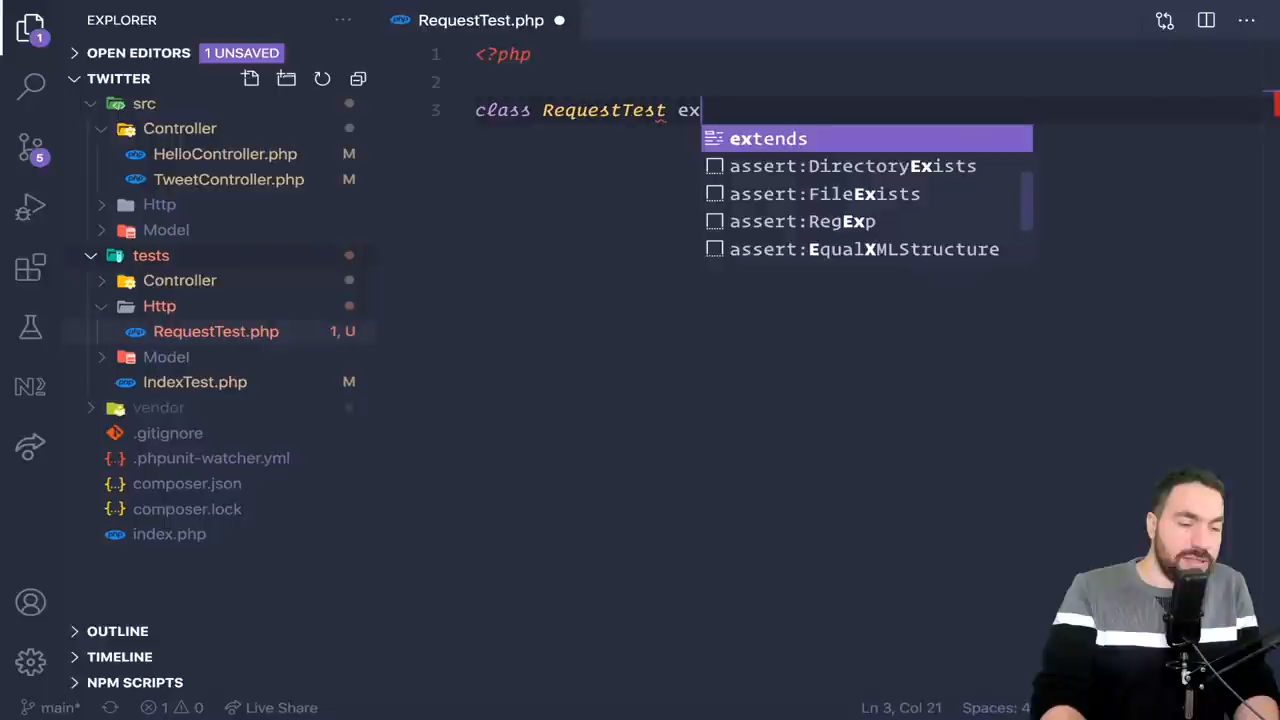 EXPLORER
RequestTest.php
1
OPEN EDITORS 1 UNSAVED
1 <?php
TWITTER
2
src
3 class RequestTest ex
Controller
extends
HelloController.php M
assert:DirectoryExists
TweetController.php M
assert:FileExists
5
Http
assert:RegExp
Model
assert:EqualXMLStructure
tests
Controller
Http
RequestTest.php 1, U
Model
IndexTest.php M
vendor
.gitignore
.phpunit-watcher.yml
composer.json
composer.lock
index.php
OUTLINE
TIMELINE
NPM SCRIPTS
main* 1 0 Live Share Ln 3, Col 21 Spaces: 4